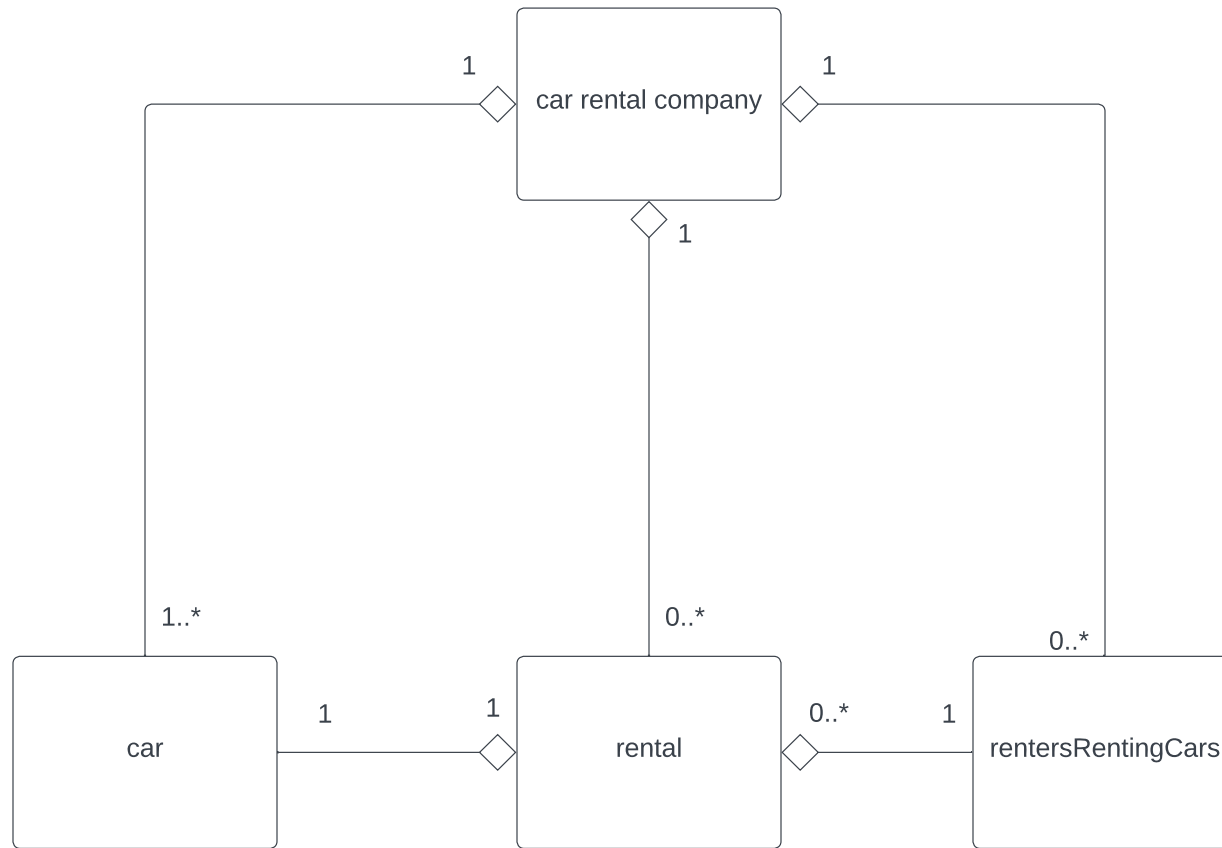 1
1
car rental company
1
1..*
0..*
0..*
1
1
0..*
1
car
rental
rentersRentingCars